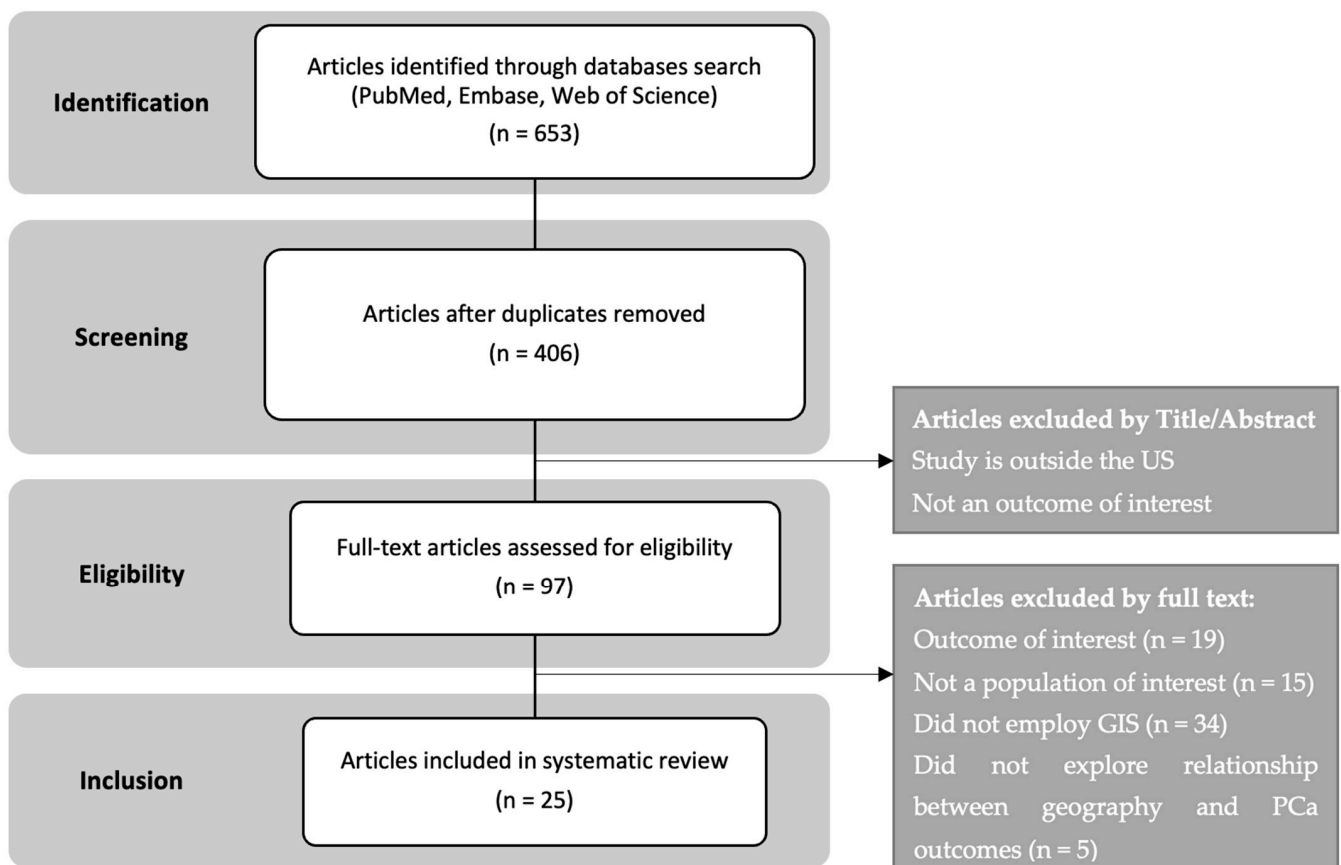 Identification
Articles identified through databases search
(PubMed, Embase, Web of Science)
(n = 653)
Screening
Articles after duplicates removed
(n = 406)
Articles excluded by Title/Abstract
Study is outside the US
Not an outcome of interest
Eligibility
Full-text articles assessed for eligibility
(n = 97)
Articles excluded by full text:
Outcome of interest (n = 19)
Not a population of interest (n = 15)
Did not employ GIS (n = 34)
Did not explore relationship
between geography and PCa
outcomes (n = 5)
Inclusion
Articles included in systematic review
(n = 25)